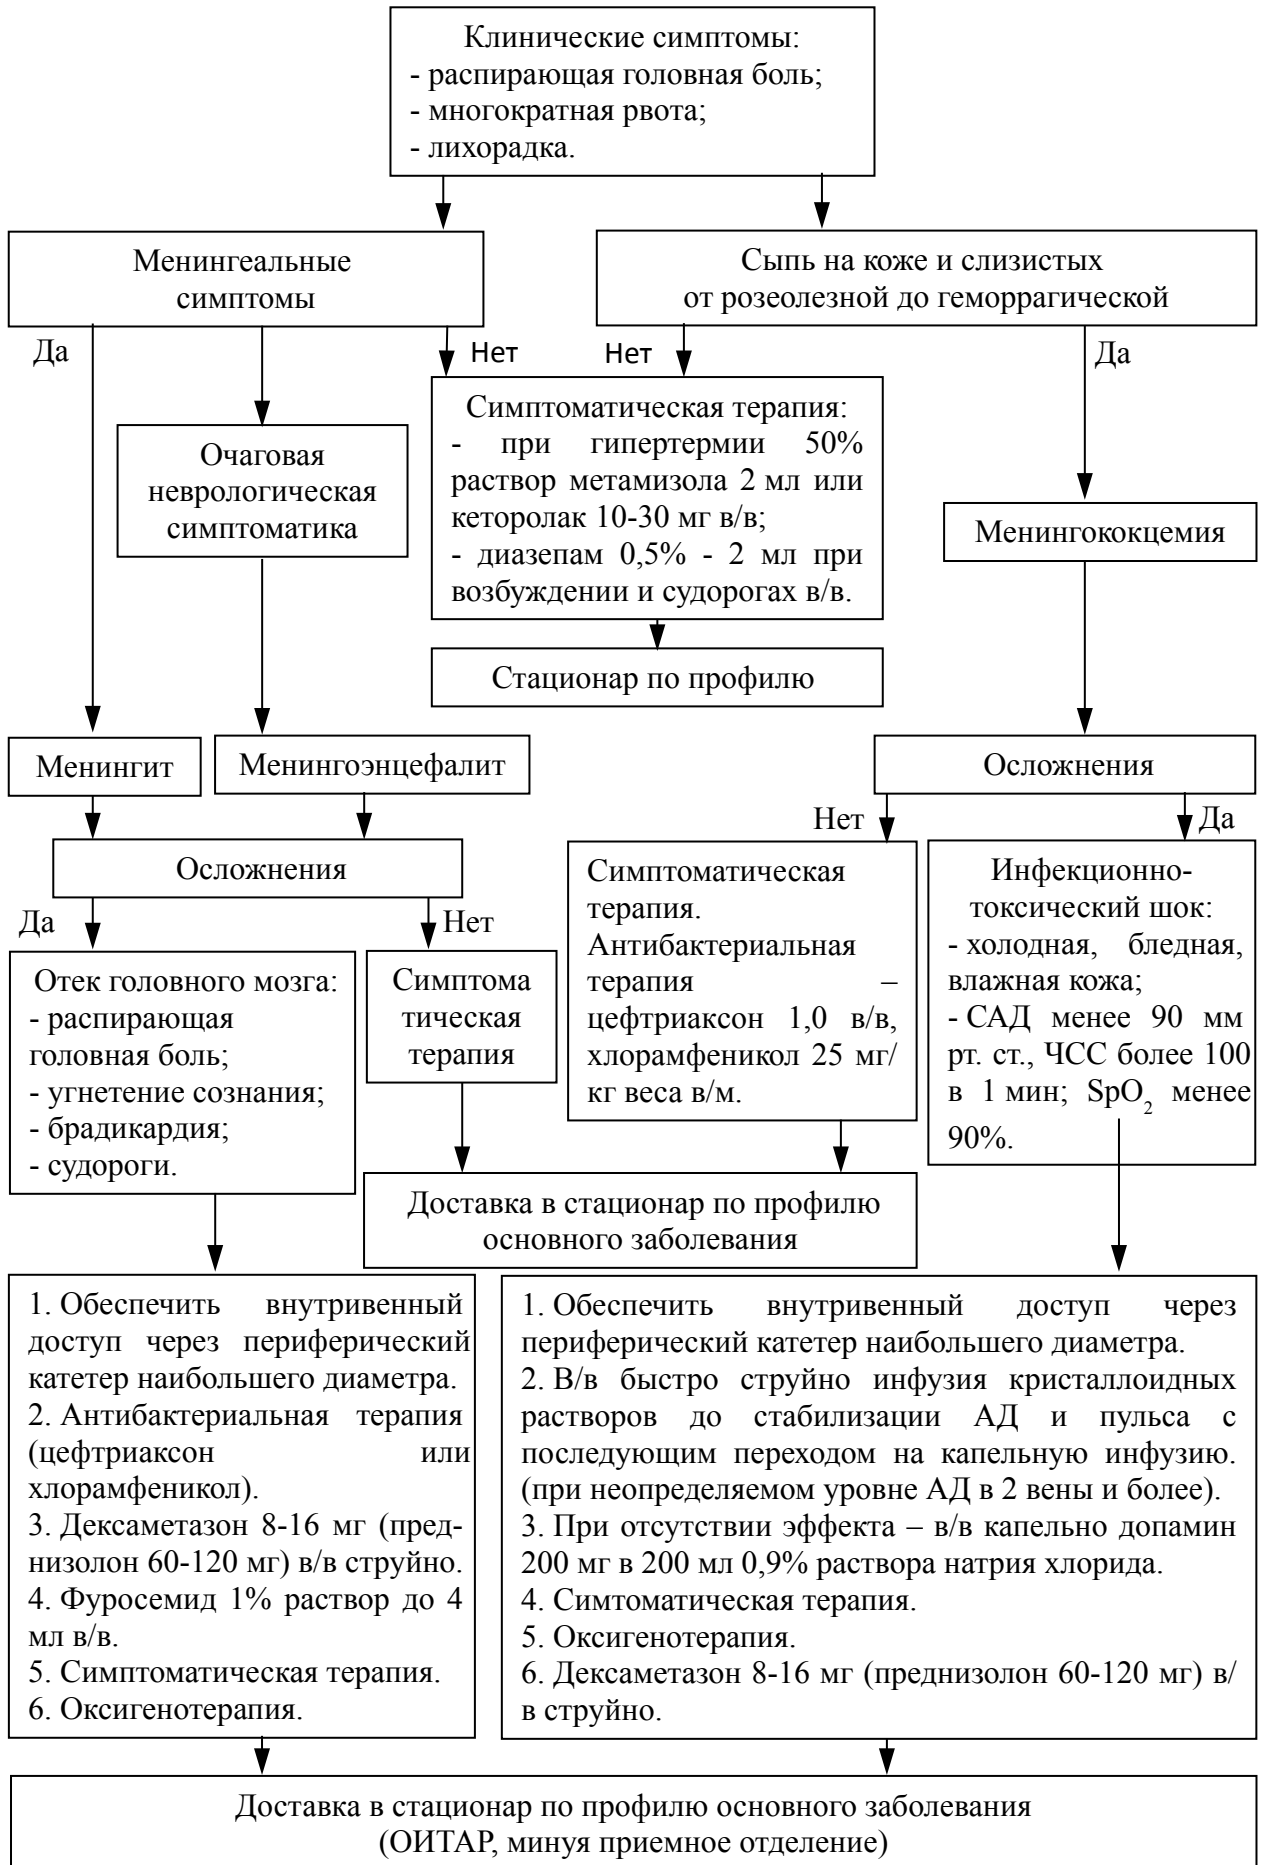 Клинические симптомы:
- распирающая головная боль;
- многократная рвота;
- лихорадка.
Менингеальные
симптомы
Сыпь на коже и слизистых
от розеолезной до геморрагической
Да
Нет
Нет
Да
Очаговая
неврологическая
симптоматика
Симптоматическая терапия:
- при гипертермии 50%
раствор метамизола 2 мл или
кеторолак 10-30 мг в/в;
- диазепам 0,5% - 2 мл при
возбуждении и судорогах в/в.
Менингококцемия
Стационар по профилю
Менингит
Менингоэнцефалит
Осложнения
Осложнения
Нет
Да
Да
Нет
Отек головного мозга:
- распирающая
головная боль;
- угнетение сознания;
- брадикардия;
- судороги.
Симптома
тическая
терапия
Симптоматическая
терапия.
Антибактериальная
терапия –
цефтриаксон 1,0 в/в,
хлорамфеникол 25 мг/
кг веса в/м.
Инфекционно-
токсический шок:
- холодная, бледная,
влажная кожа;
- САД менее 90 мм
рт. ст., ЧСС более 100
в 1 мин; SpO2 менее
90%.
Доставка в стационар по профилю
основного заболевания
1. Обеспечить внутривенный
доступ через периферический
катетер наибольшего диаметра.
2. Антибактериальная терапия
(цефтриаксон или
хлорамфеникол).
3. Дексаметазон 8-16 мг (пред-
низолон 60-120 мг) в/в струйно.
4. Фуросемид 1% раствор до 4
мл в/в.
5. Симптоматическая терапия.
6. Оксигенотерапия.
1. Обеспечить внутривенный доступ через
периферический катетер наибольшего диаметра.
2. В/в быстро струйно инфузия кристаллоидных
растворов до стабилизации АД и пульса с
последующим переходом на капельную инфузию.
(при неопределяемом уровне АД в 2 вены и более).
3. При отсутствии эффекта – в/в капельно допамин
200 мг в 200 мл 0,9% раствора натрия хлорида.
4. Симтоматическая терапия.
5. Оксигенотерапия.
6. Дексаметазон 8-16 мг (преднизолон 60-120 мг) в/
в струйно.
Доставка в стационар по профилю основного заболевания
(ОИТАР, минуя приемное отделение)